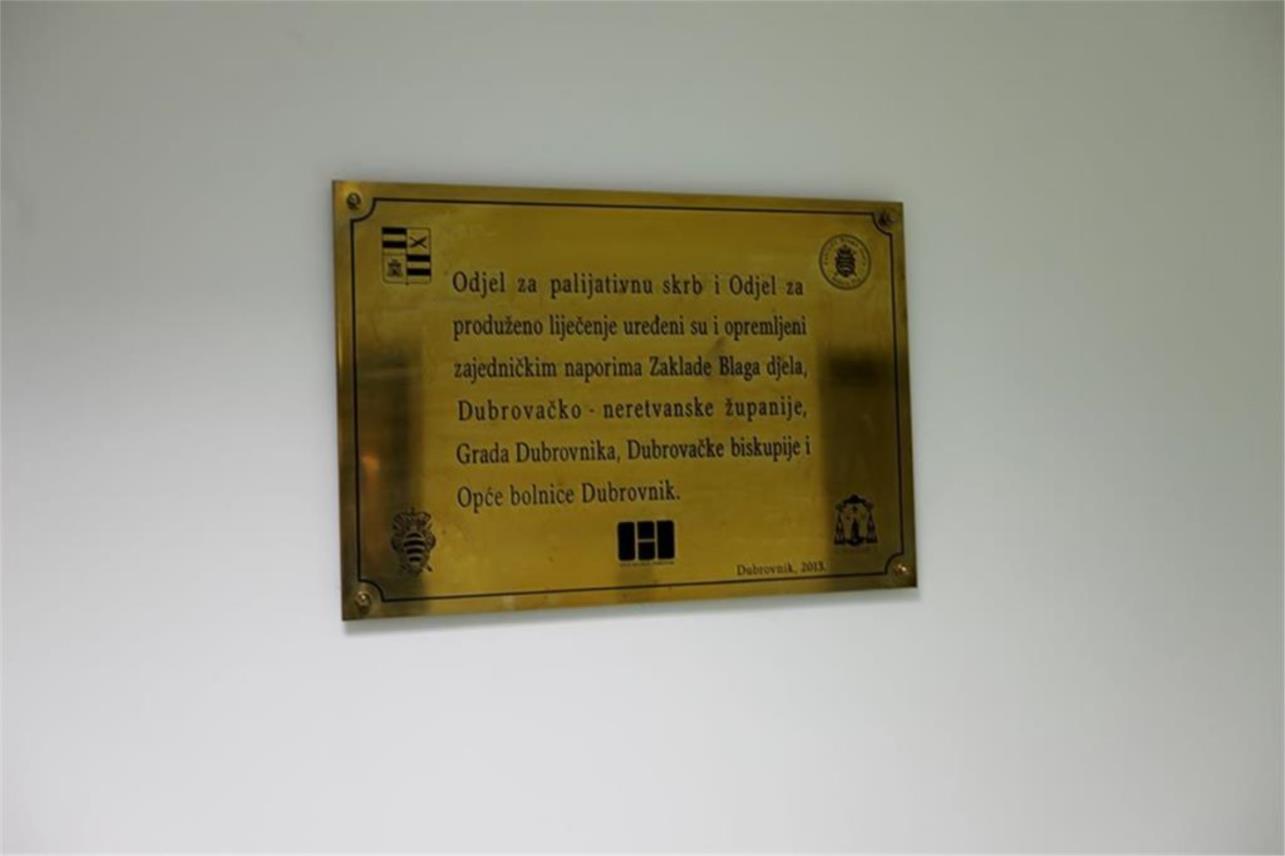 Odjel za palijativnu skrb i Odjel za
produženo liječenje uređeni su i opremljeni
zajedničkim naporima Zaklade Blaga djela,
Dubrovačko - neretvanske županije,
Grada Dubrovnika, Dubrovačke biskupije i
Opće bolnice Dubrovnik.
Dubrovnik, 2013.